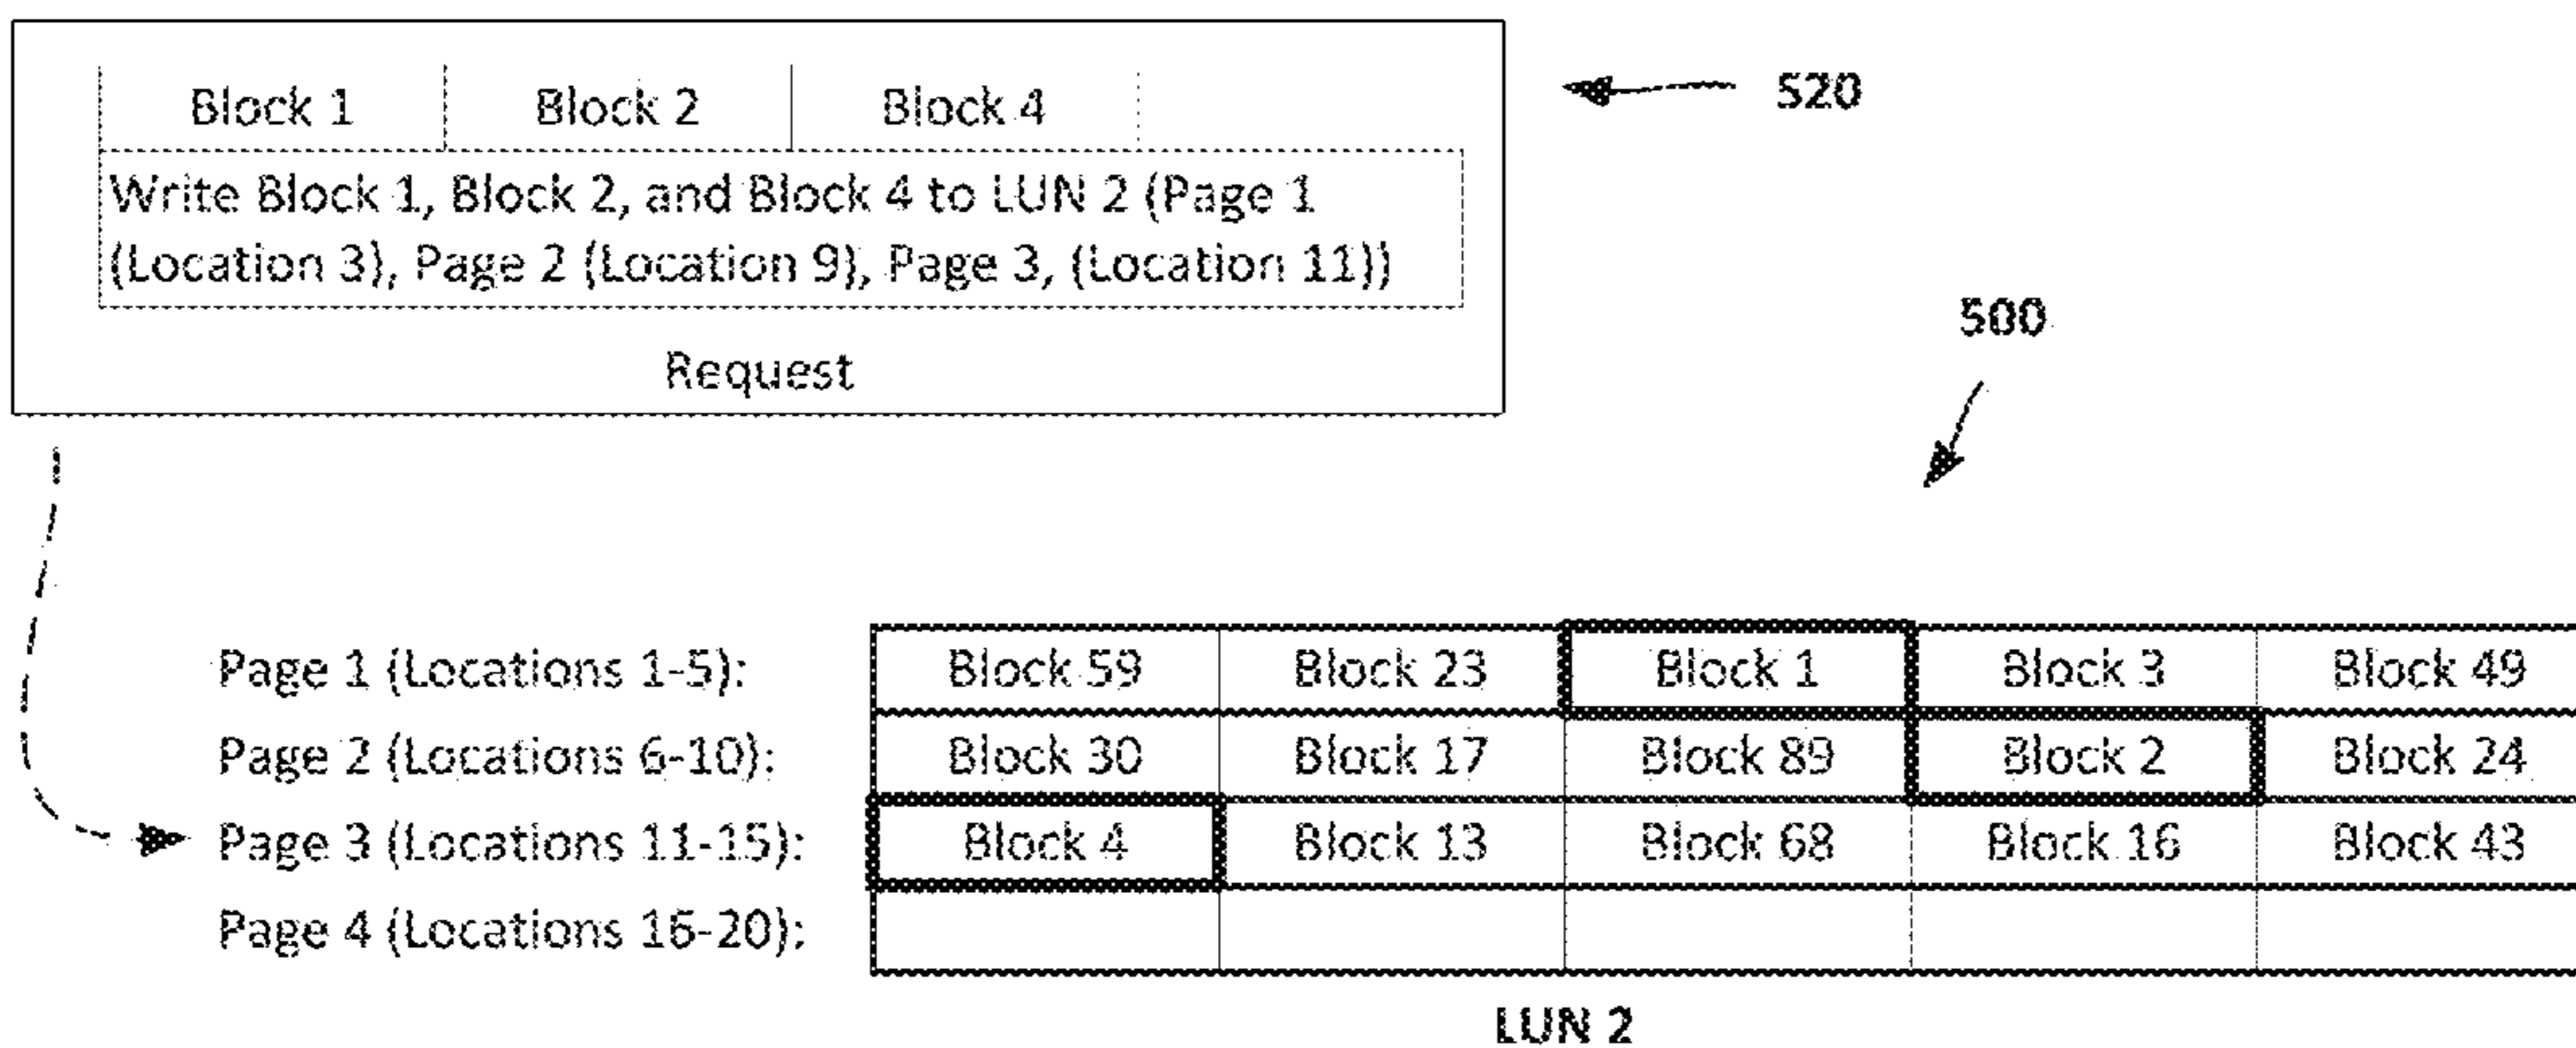 Block 1 Block 2 Block 4
520
Write Block 1, Block 2, and Block 4 to LUN 2 (Page 1
(Location 3), Page 2 (Location 9), Page 3, (Location 11))
Request
500
Page 1 (Locations 1-5): Block 59 Block 23 Block 1 Block 3 Block 49
Page 2 (Locations 6-10): Block 30 Block 17 Block 89 Block 2 Block 24
Page 3 (Locations 11-15): Block 4 Block 13 Block 68 Block 16 Block 43
Page 4 (Locations 16-20):
LUN 2